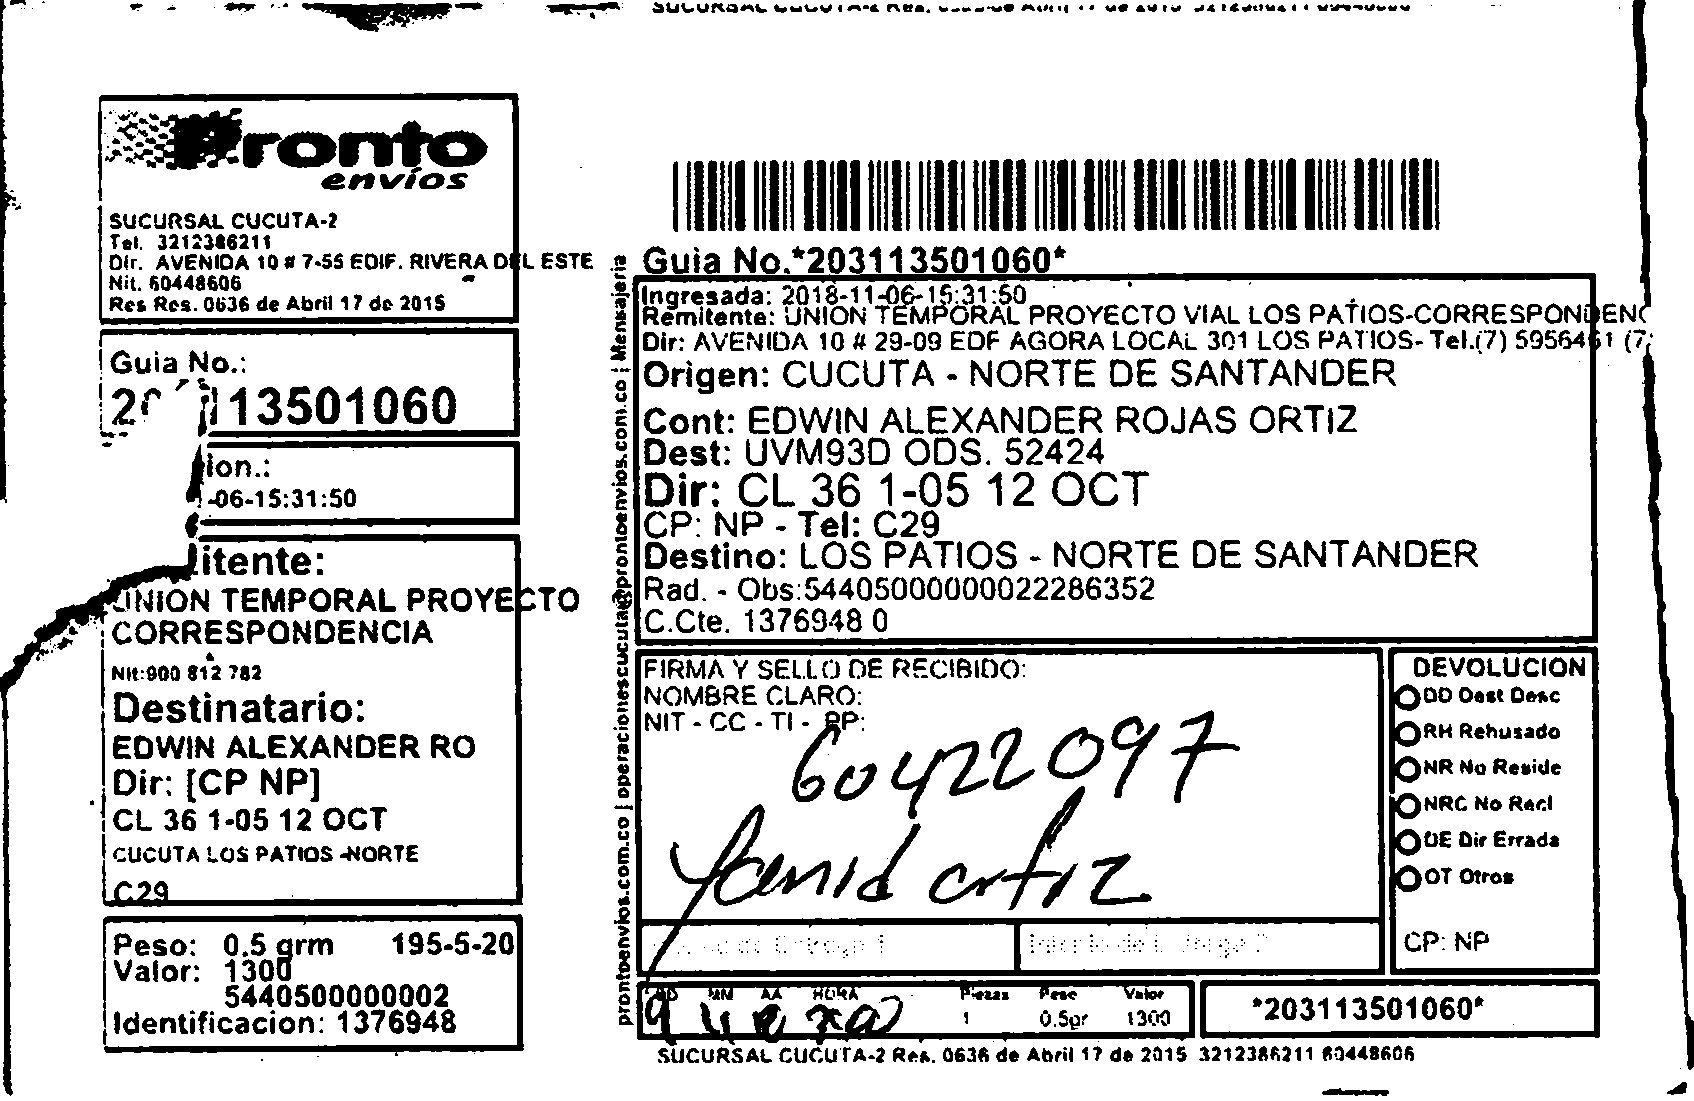 Pronto
envíos
SUCURSAL CUCUTA-2
Tel. 3212386211
Dir. AVENIDA 10 # 7-55 EDIF. RIVERA DEL ESTE
Nit. 60448606
Res Res. 0636 de Abril 17 de 2015
Guia No.:
113501060
ion.:
-06-15:31:50
itente:
UNION TEMPORAL PROYECTO
CORRESPONDENCIA
Nit:900 812 782
Destinatario:
EDWIN ALEXANDER RO
Dir: [CP NP]
CL 36 1-05 12 OCT
CUCUTA LOS PATIOS -NORTE
C29
Peso: 0.5 grm 195-5-20
Valor: 1300
5440500000002
Identificacion: 1376948
prontoenvios.com.co | operacionescucuta@prontoenvios.com.co | Mensajeria
Guia No.*203113501060*
Ingresada: 2018-11-06-15:31:50
Remitente: UNION TEMPORAL PROYECTO VIAL LOS PATIOS-CORRESPONDENC
Dir: AVENIDA 10 # 29-09 EDF AGORA LOCAL 301 LOS PATIOS- Tel.(7) 5956461 (7
Origen: CUCUTA - NORTE DE SANTANDER
Cont: EDWIN ALEXANDER ROJAS ORTIZ
Dest: UVM93D ODS. 52424
Dir: CL 36 1-05 12 OCT
CP: NP - Tel: C29
Destino: LOS PATIOS - NORTE DE SANTANDER
Rad. - Obs:54405000000022286352
C.Cte. 1376948 0
FIRMA Y SELLO DE RECIBIDO:
NOMBRE CLARO:
NIT - CC - TI - RP:
60422097
Yanid ortiz
DEVOLUCION
DD Dest Desc
RH Rehusado
NR No Reside
NRC No Recl
DE Dir Errada
OT Otros
CP: NP
DD MM AA HORA Piezas Peso Valor
9 11 1 0.5gr 1300
*203113501060*
SUCURSAL CUCUTA-2 Res. 0636 de Abril 17 de 2015 3212386211 60448606